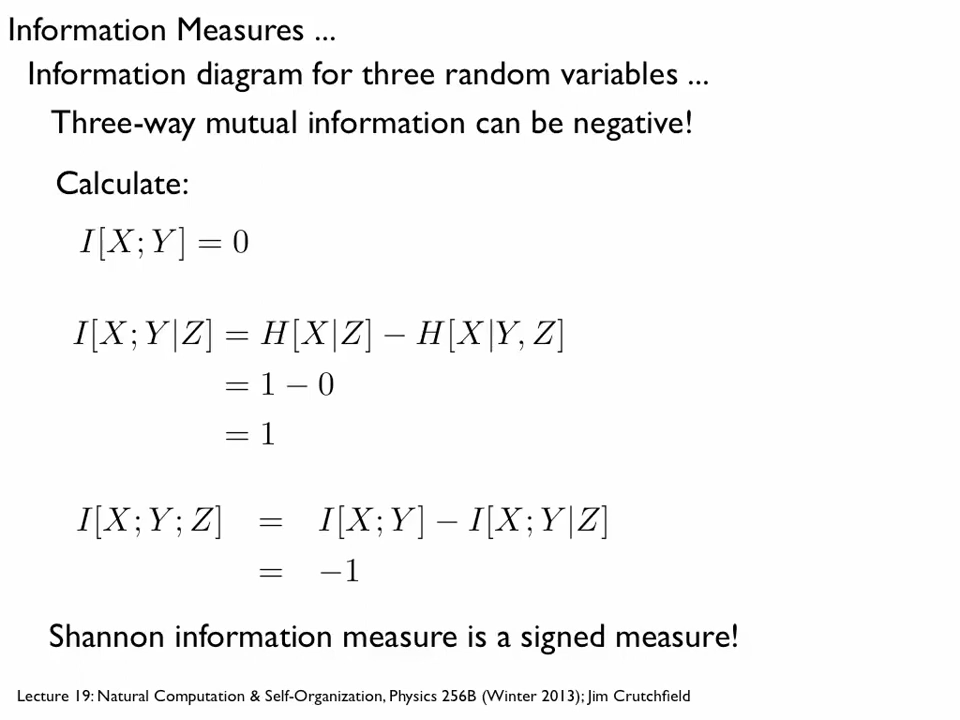 Information Measures ...
Information diagram for three random variables ...
Three-way mutual information can be negative!
Calculate:
I[X; Y] = 0
I[X; Y|Z] = H[X|Z] − H[X|Y, Z]
= 1 − 0
= 1
I[X; Y; Z] = I[X; Y] − I[X; Y|Z]
= −1
Shannon information measure is a signed measure!
Lecture 19: Natural Computation & Self-Organization, Physics 256B (Winter 2013); Jim Crutchfield